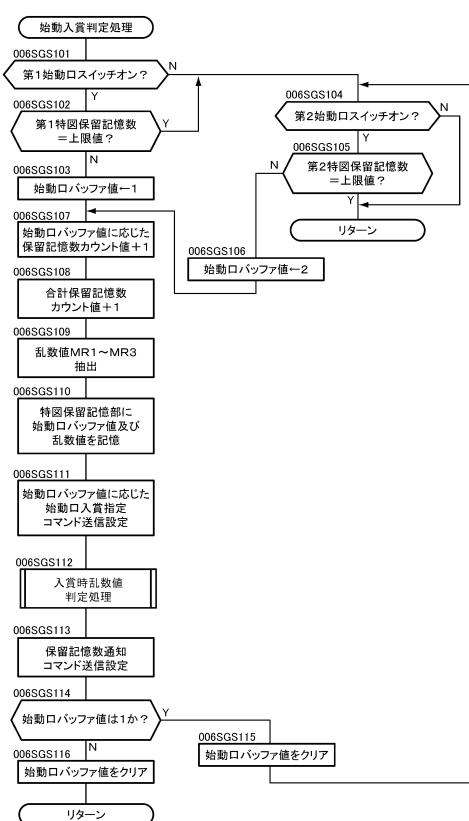 始動入賞判定処理
006SGS101
第1始動口スイッチオン？
N
Y
006SGS102
第1特図保留記憶数
＝上限値？
Y
N
006SGS103
始動口バッファ値←1
006SGS107
始動口バッファ値に応じた
保留記憶数カウント値＋1
006SGS108
合計保留記憶数
カウント値＋1
006SGS109
乱数値MR1～MR3
抽出
006SGS110
特図保留記憶部に
始動口バッファ値及び
乱数値を記憶
006SGS111
始動口バッファ値に応じた
始動口入賞指定
コマンド送信設定
006SGS112
入賞時乱数値
判定処理
006SGS113
保留記憶数通知
コマンド送信設定
006SGS114
始動口バッファ値は1か？
Y
N
006SGS116
始動口バッファ値をクリア
リターン
006SGS104
第2始動口スイッチオン？
N
Y
006SGS105
第2特図保留記憶数
＝上限値？
N
Y
リターン
006SGS106
始動口バッファ値←2
006SGS115
始動口バッファ値をクリア